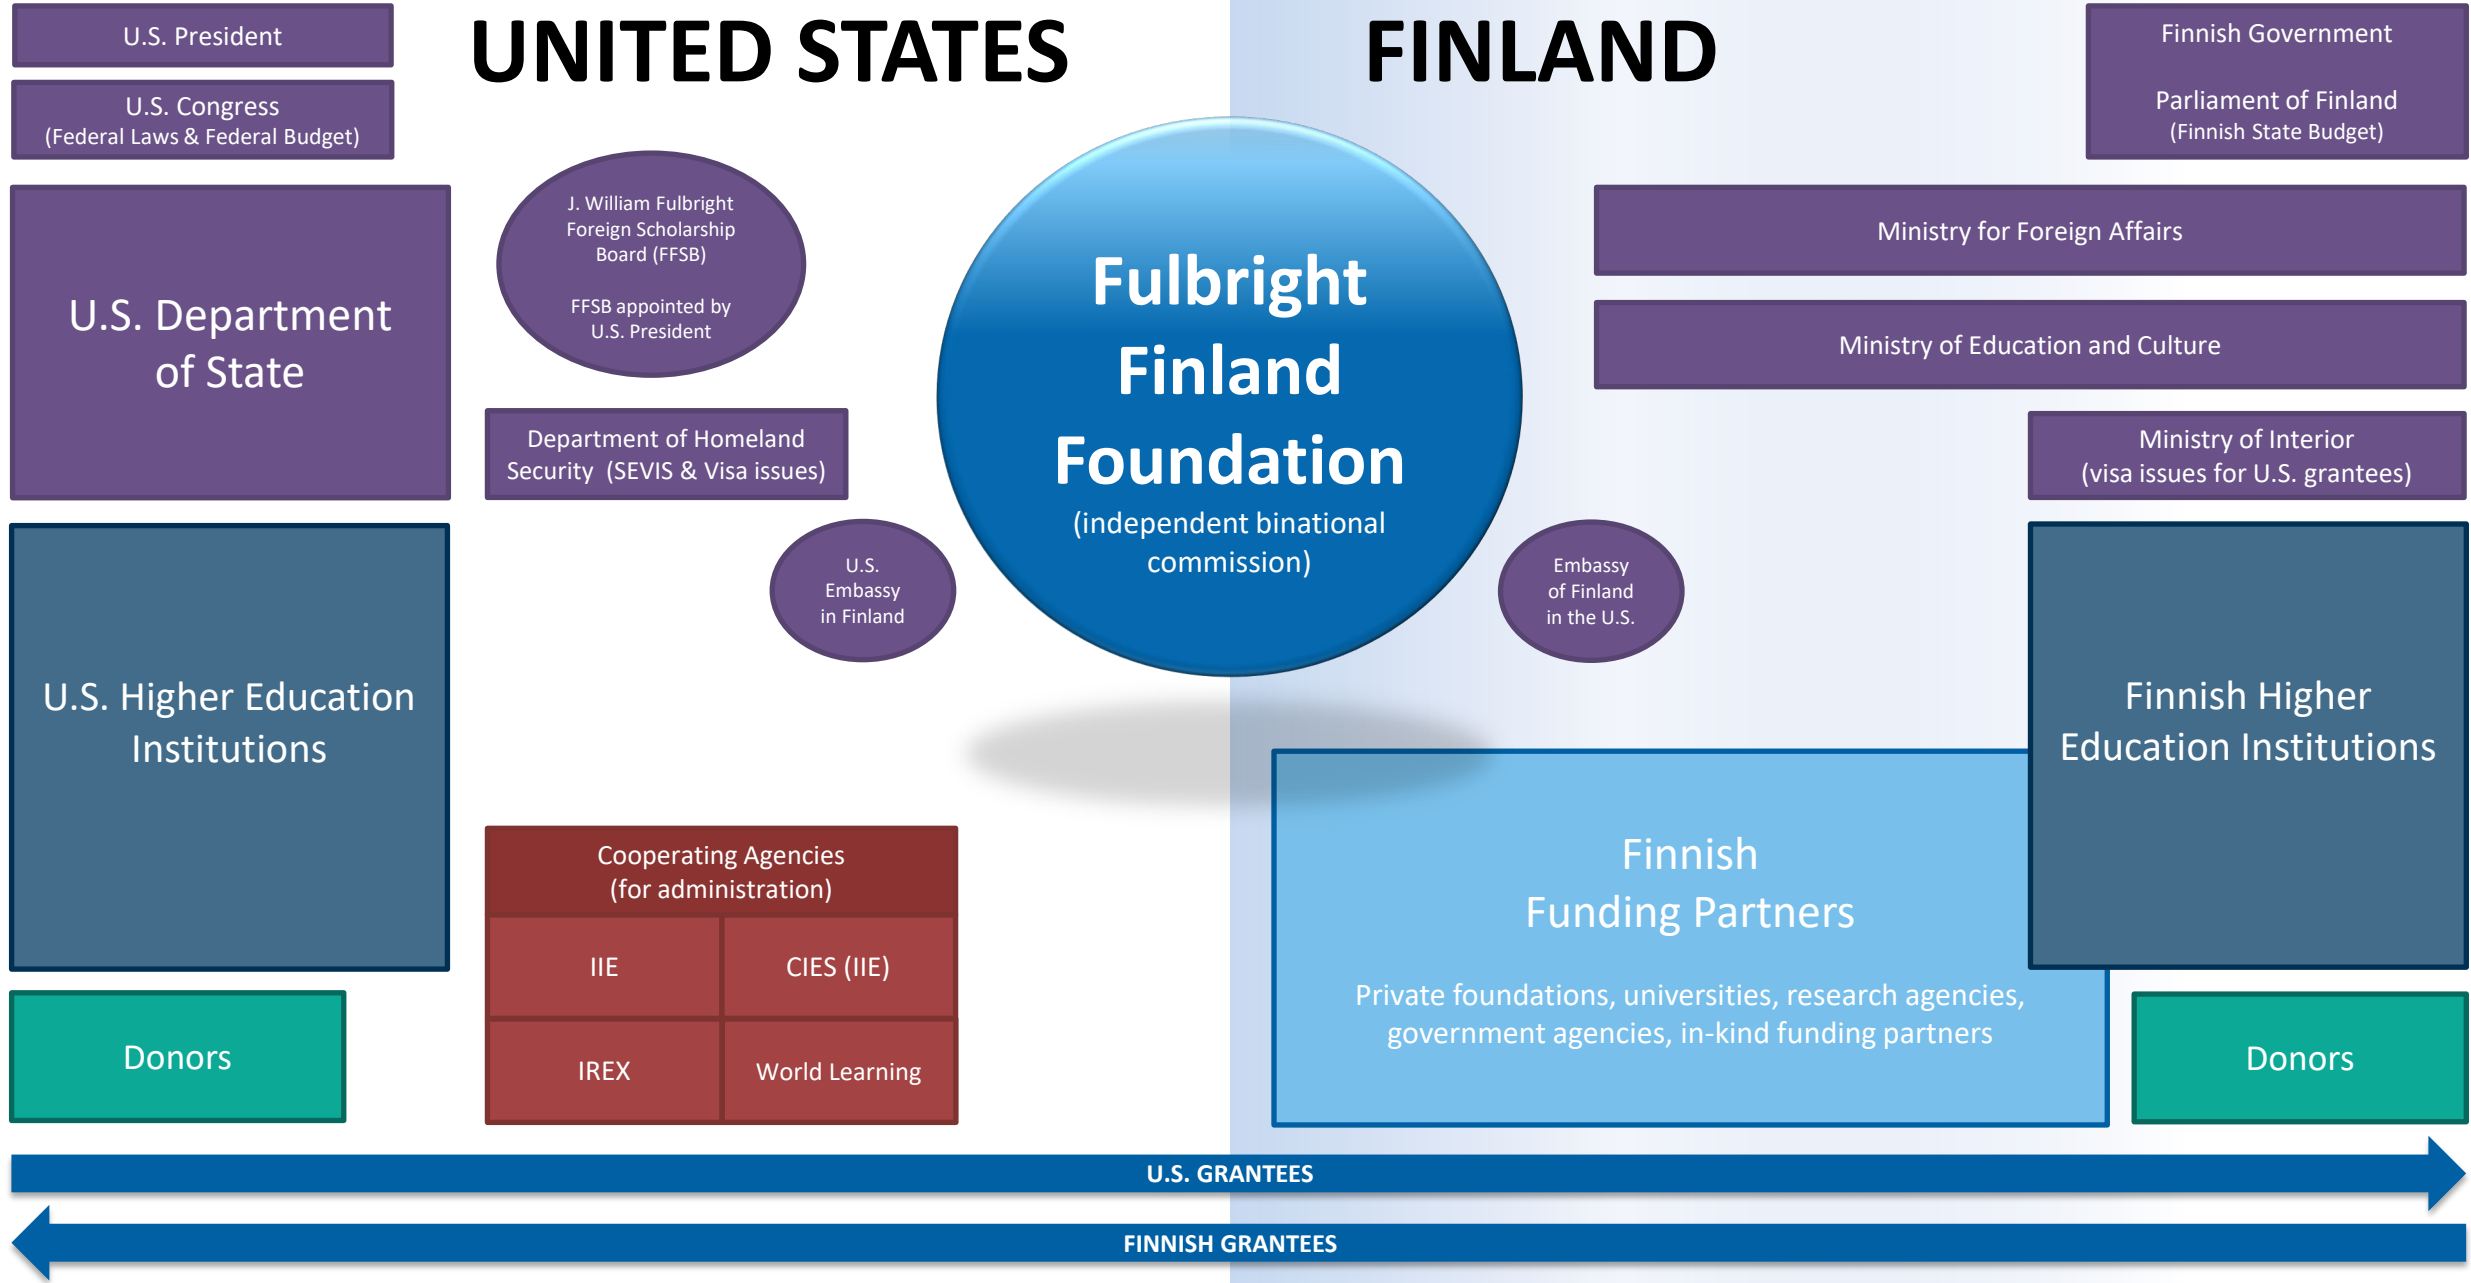 UNITED STATES
FINLAND
U.S. President
U.S. Congress
(Federal Laws & Federal Budget)
J. William Fulbright
Foreign Scholarship
Board (FFSB)
FFSB appointed by
U.S. President
U.S. Department
of State
Department of Homeland
Security  (SEVIS & Visa issues)
U.S.
Embassy
in Finland
U.S. Higher Education
Institutions
Cooperating Agencies
(for administration)
IIE
CIES (IIE)
IREX
World Learning
Donors
Fulbright
Finland
Foundation
(independent binational
commission)
Finnish Government
Parliament of Finland
(Finnish State Budget)
Ministry for Foreign Affairs
Ministry of Education and Culture
Ministry of Interior
(visa issues for U.S. grantees)
Embassy
of Finland
in the U.S.
Finnish Higher
Education Institutions
Finnish
Funding Partners
Private foundations, universities, research agencies,
government agencies, in-kind funding partners
Donors
U.S. GRANTEES
FINNISH GRANTEES